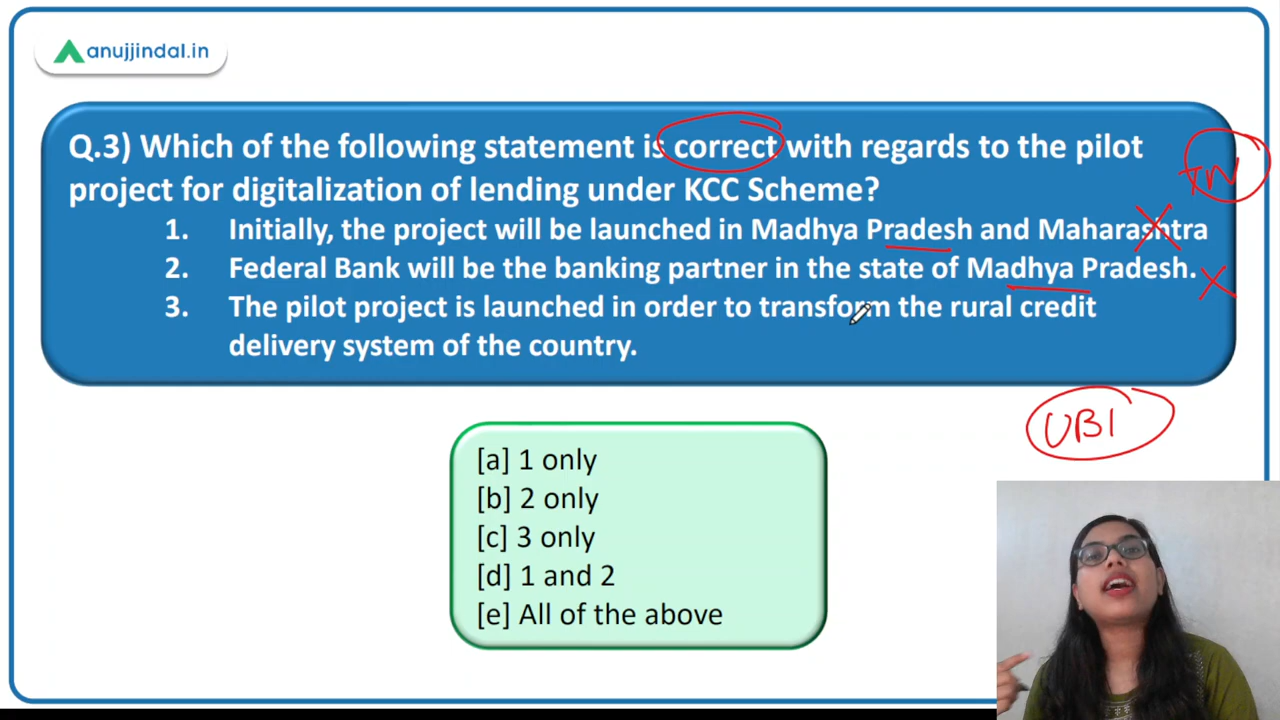 anujjindal.in
Q.3) Which of the following statement is correct with regards to the pilot
project for digitalization of lending under KCC Scheme?
TN
1. Initially, the project will be launched in Madhya Pradesh and Maharashtra
2. Federal Bank will be the banking partner in the state of Madhya Pradesh.
3. The pilot project is launched in order to transform the rural credit
delivery system of the country.
UBI
[a] 1 only
[b] 2 only
[c] 3 only
[d] 1 and 2
[e] All of the above